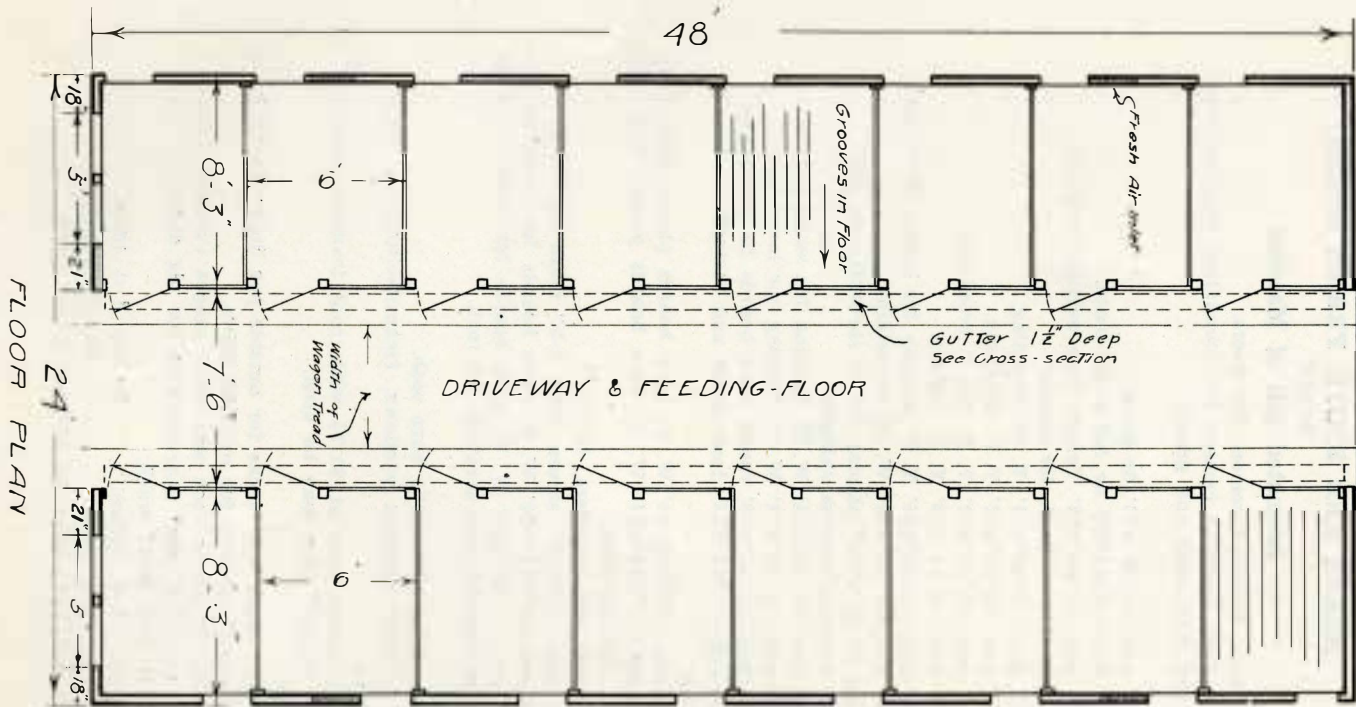 48
18"
5'
21"
8'-3"
6'
Grooves in Floor
Fresh Air Inlet
Gutter 1½" Deep
See Cross-section
Width of
Wagon Tread
7'-6"
DRIVEWAY & FEEDING-FLOOR
24'
FLOOR PLAN
21"
5
18"
8-3
6